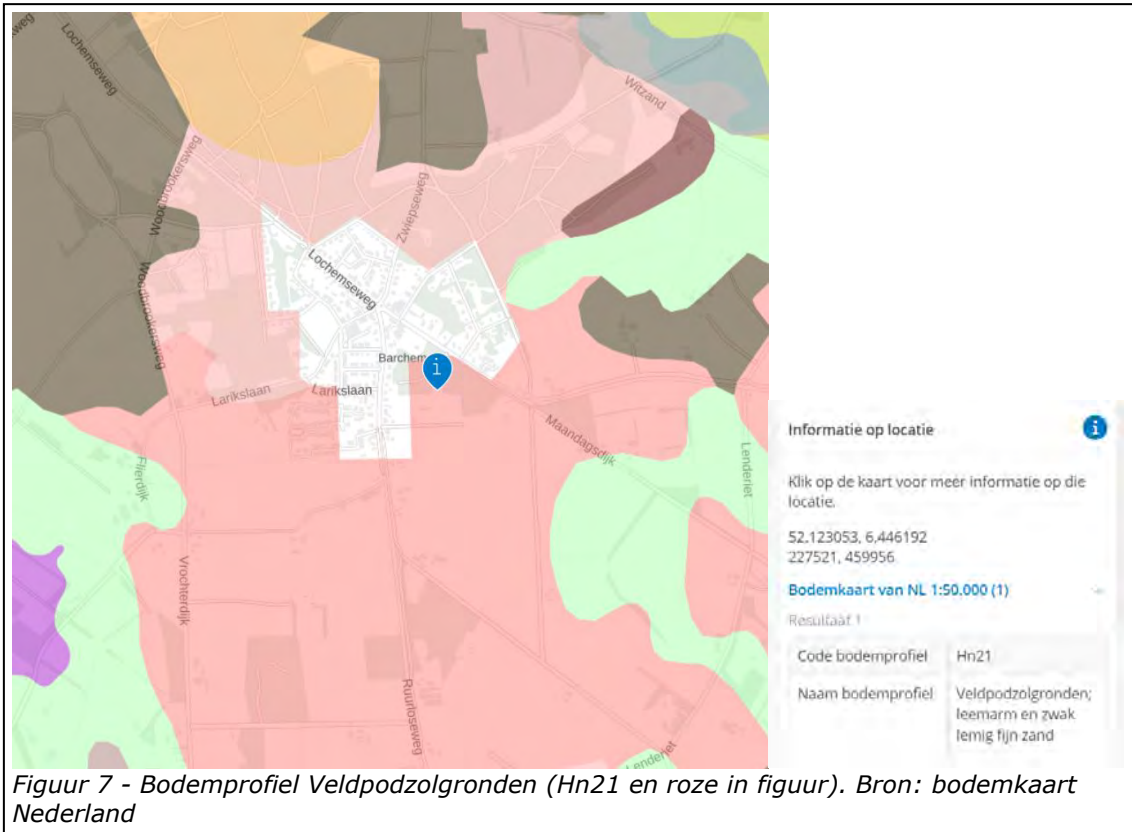 Lochemseweg
Witzand
Woodbrookersweg
Zwiepseweg
Lochemseweg
Woodbrookersweg
Barchem
i
Larikslaan
Larikslaan
Maandagsdijk
Lenderiet
Flierdijk
Vrochterdijk
Ruurloseweg
Lenderiet
Informatie op locatie
i
Klik op de kaart voor meer informatie op die
locatie.
52.123053, 6.446192
227521, 459956
Bodemkaart van NL 1:50.000 (1)
Resultaat 1
Code bodemprofiel Hn21
Naam bodemprofiel Veldpodzolgronden;
leemarm en zwak
lemig fijn zand
Figuur 7 - Bodemprofiel Veldpodzolgronden (Hn21 en roze in figuur). Bron: bodemkaart
Nederland